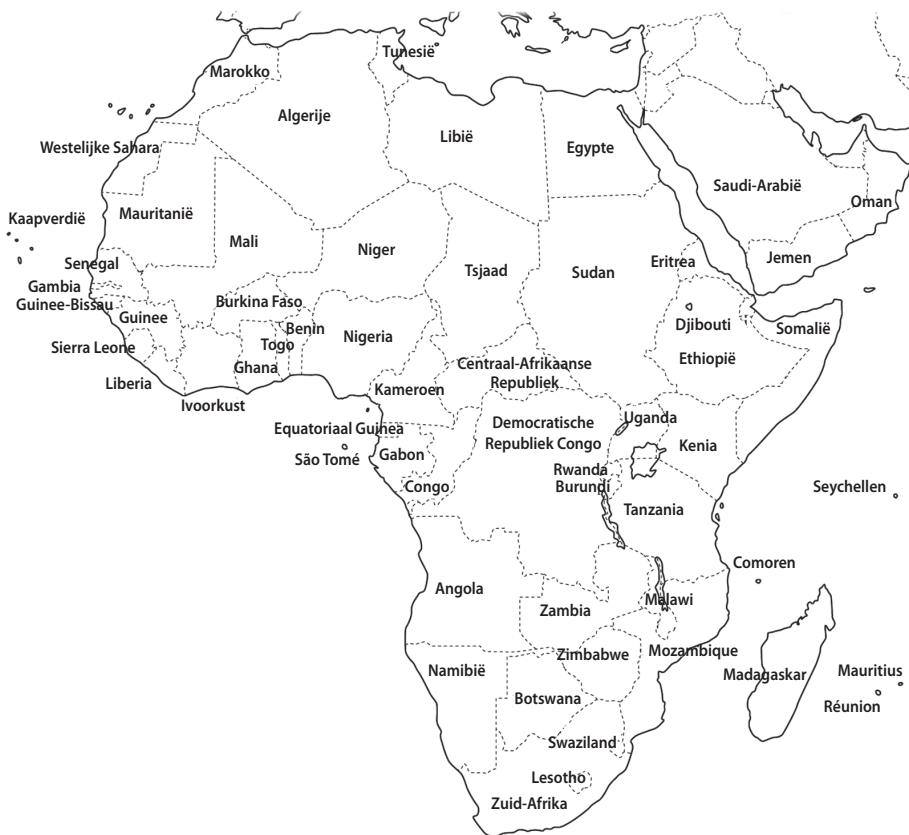 Tunesië
Marokko
Algerije
Libië
Egypte
Westelijke Sahara
Saudi-Arabië
Oman
Mauritanië
Kaapverdië
Mali
Niger
Jemen
Senegal
Eritrea
Tsjaad
Sudan
Gambia
Guinee-Bissau
Burkina Faso
Guinee
Benin
Djibouti
Somalië
Nigeria
Togo
Sierra Leone
Ethiopië
Ghana
Centraal-Afrikaanse
Republiek
Liberia
Kameroen
Ivoorkust
Uganda
Democratische
Republiek Congo
Equatoriaal Guinea
Kenia
Gabon
São Tomé
Rwanda
Burundi
Congo
Seychellen
Tanzania
Comoren
Angola
Malawi
Zambia
Mozambique
Zimbabwe
Namibië
Madagaskar
Mauritius
Botswana
Réunion
Swaziland
Lesotho
Zuid-Afrika